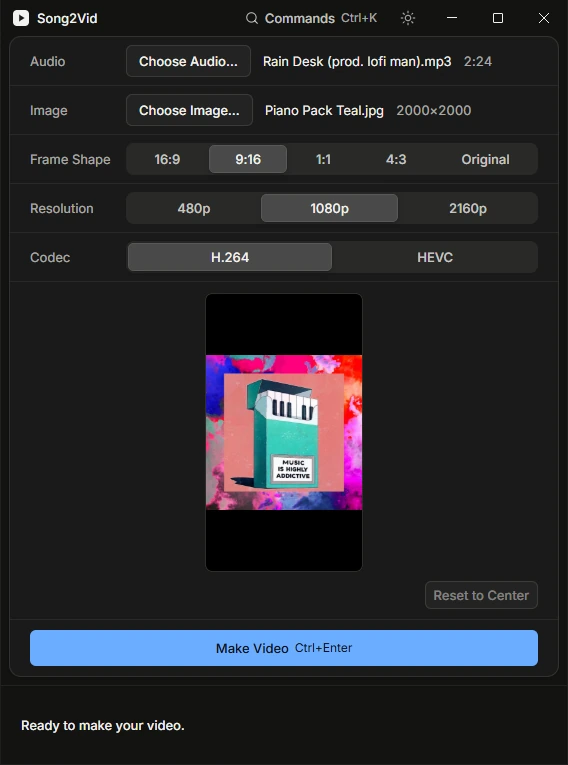 Song2Vid
Commands Ctrl+K
Audio
Choose Audio...
Rain Desk (prod. lofi man).mp3 2:24
Image
Choose Image...
Piano Pack Teal.jpg 2000×2000
Frame Shape
16:9 9:16 1:1 4:3 Original
Resolution
480p 1080p 2160p
Codec
H.264 HEVC
MUSIC
IS HIGHLY
ADDICTIVE
Reset to Center
Make Video Ctrl+Enter
Ready to make your video.